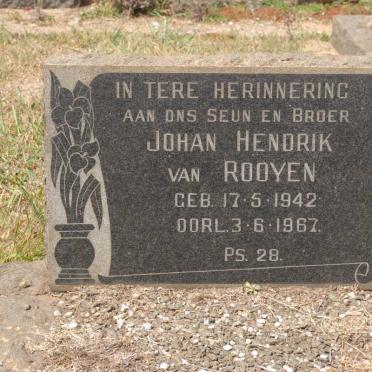 IN TERE HERINNERING
AAN ONS SEUN EN BROER
JOHAN HENDRIK
VAN ROOYEN
GEB. 17·5·1942
OORL. 3·6·1967.
PS. 28.